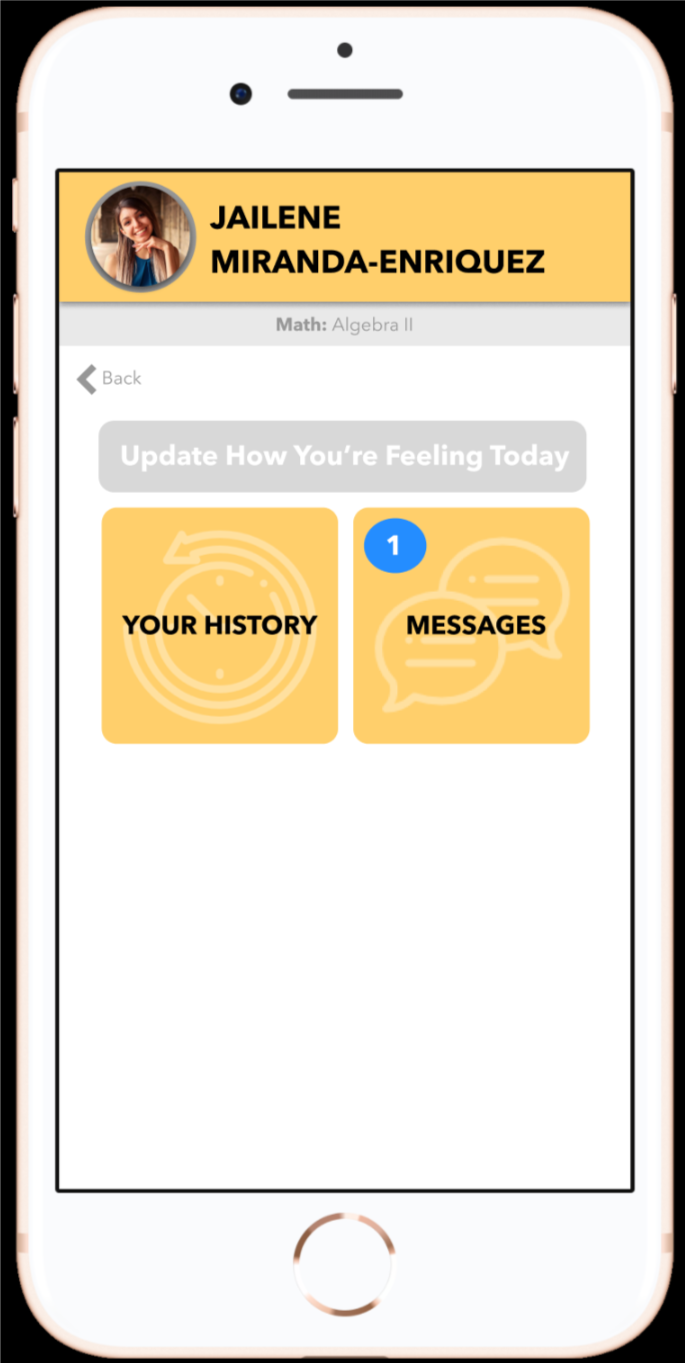 JAILENE
MIRANDA-ENRIQUEZ
Math: Algebra II
Back
Update How You’re Feeling Today
YOUR HISTORY
1
MESSAGES